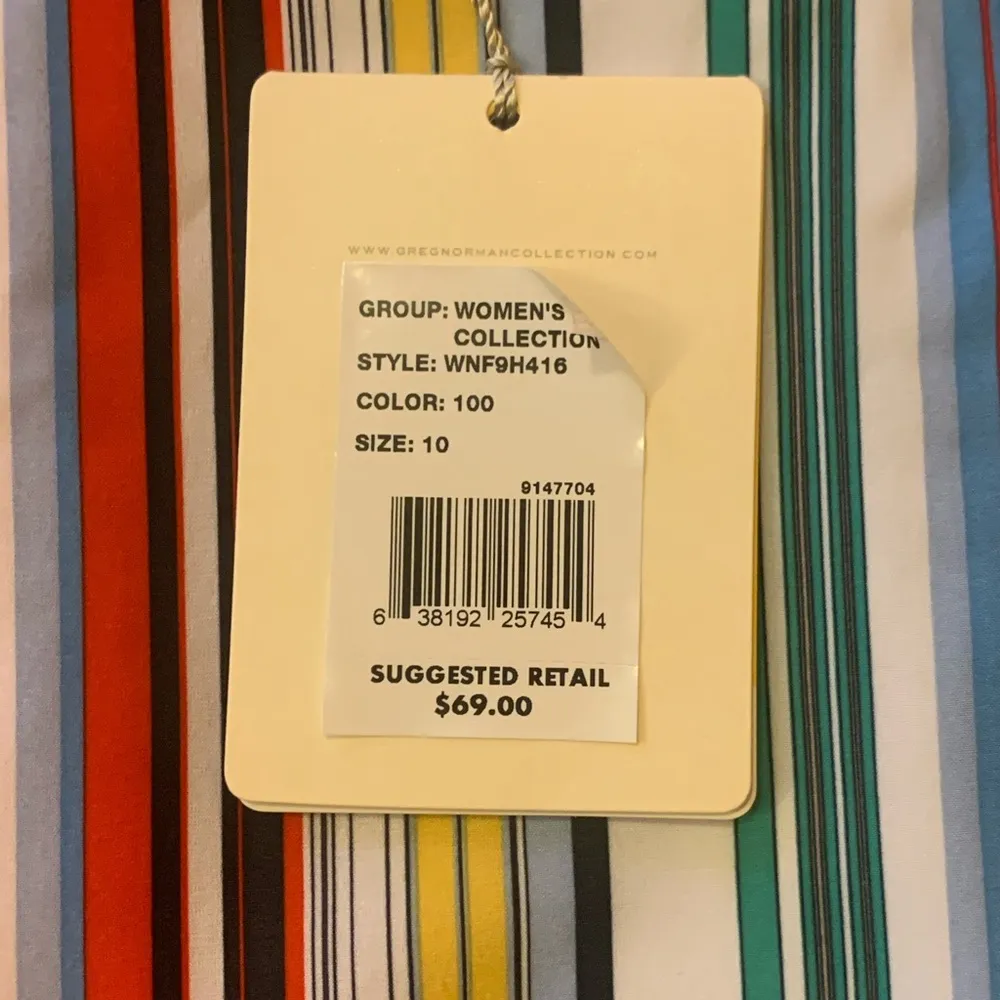 WWW.GREGNORMANCOLLECTION.COM
GROUP: WOMEN'S
COLLECTION
STYLE: WNF9H416
COLOR: 100
SIZE: 10
9147704
6 38192 25745 4
SUGGESTED RETAIL
$69.00